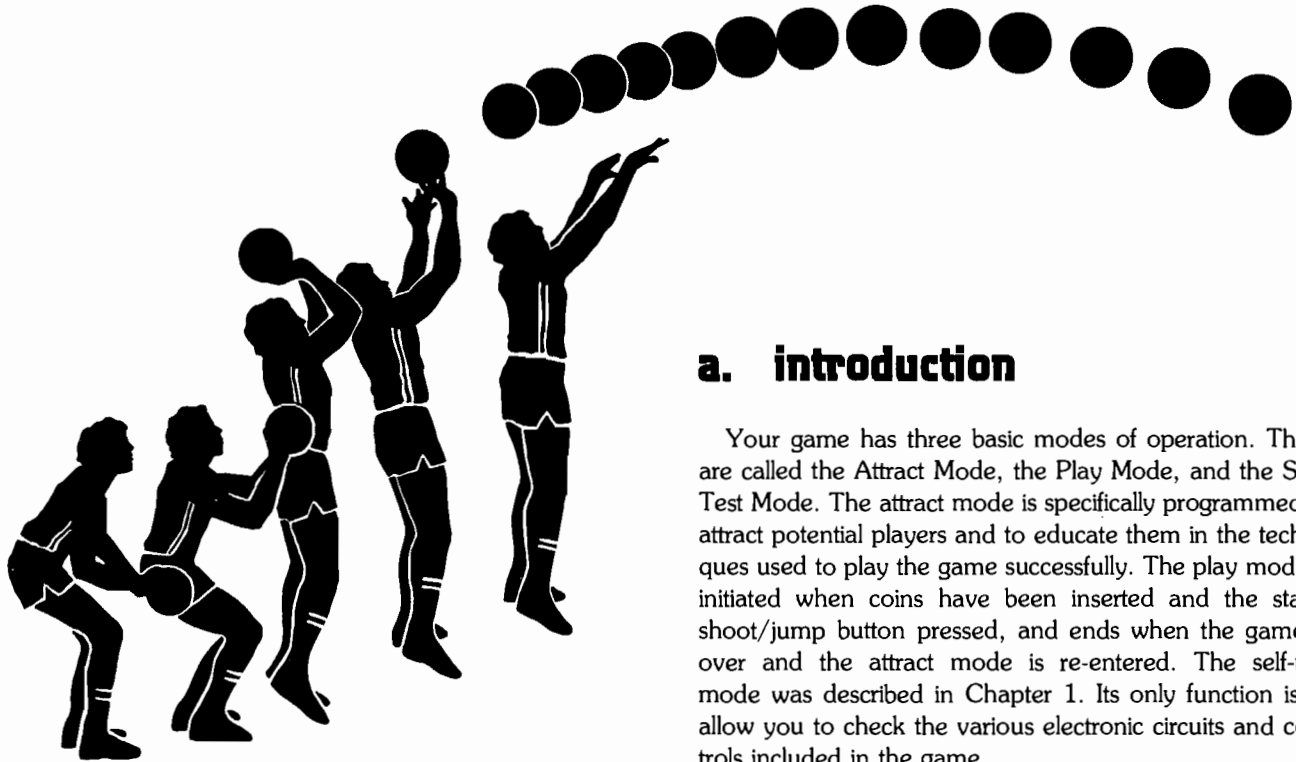 a. introduction
Your game has three basic modes of operation. Th
are called the Attract Mode, the Play Mode, and the S
Test Mode. The attract mode is specifically programmed
attract potential players and to educate them in the tech
ques used to play the game successfully. The play mod
initiated when coins have been inserted and the sta
shoot/jump button pressed, and ends when the game
over and the attract mode is re-entered. The self-
mode was described in Chapter 1. Its only function is
allow you to check the various electronic circuits and co
trols included in the game.